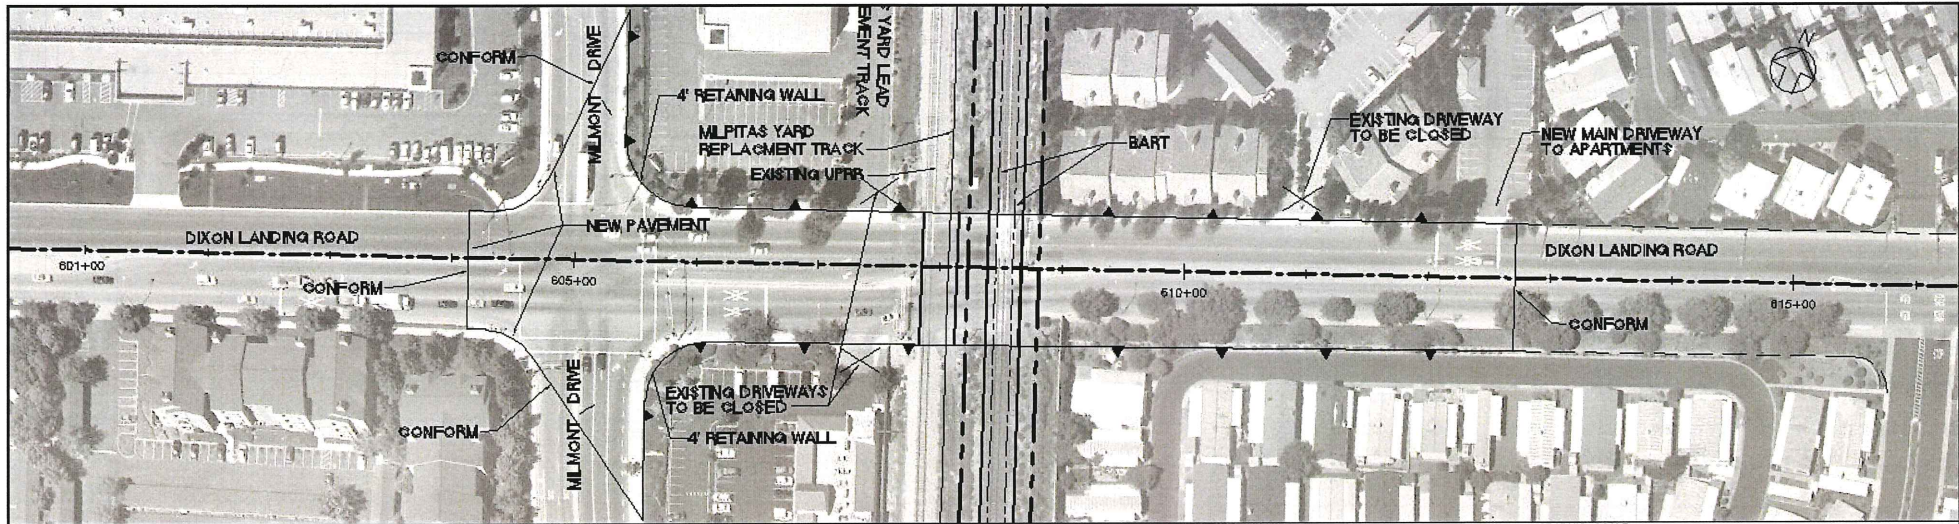 CONFORM
MILMONT DRIVE
YARD LEAD
EMENT TRACK
N
4' RETAINING WALL
MILPITAS YARD
REPLACMENT TRACK
EXISTING UPRR
BART
EXISTING DRIVEWAY
TO BE CLOSED
NEW MAIN DRIVEWAY
TO APARTMENTS
NEW PAVEMENT
DIXON LANDING ROAD
DIXON LANDING ROAD
601+00
605+00
610+00
615+00
CONFORM
CONFORM
EXISTING DRIVEWAYS
TO BE CLOSED
MILMONT DRIVE
CONFORM
4' RETAINING WALL